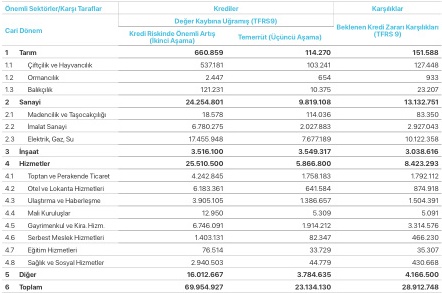 Önemli Sektörler/Karşı Taraflar Krediler Karşılıklar
Değer Kaybına Uğramış (TFRS9)
Cari Dönem Kredi Riskinde Önemli Artış (İkinci Aşama) Temerrüt (Üçüncü Aşama) Beklenen Kredi Zararı Karşılıkları (TFRS 9)
1 Tarım 660.859 114.270 151.588
1.1 Çiftçilik ve Hayvancılık 537.181 103.241 127.448
1.2 Ormancılık 2.447 654 933
1.3 Balıkçılık 121.231 10.375 23.207
2 Sanayi 24.254.801 9.819.108 13.132.751
2.1 Madencilik ve Taşocakçılığı 18.578 114.036 83.350
2.2 İmalat Sanayi 6.780.275 2.027.883 2.927.043
2.3 Elektrik, Gaz, Su 17.455.948 7.677.189 10.122.358
3 İnşaat 3.516.100 3.549.317 3.038.616
4 Hizmetler 25.510.500 5.866.800 8.423.293
4.1 Toptan ve Perakende Ticaret 4.242.845 1.758.183 1.792.112
4.2 Otel ve Lokanta Hizmetleri 6.183.361 641.584 874.918
4.3 Ulaştırma ve Haberleşme 3.905.105 1.386.657 1.504.391
4.4 Mali Kuruluşlar 12.950 5.309 5.091
4.5 Gayrimenkul ve Kira. Hizm. 6.746.091 1.914.212 3.314.576
4.6 Serbest Meslek Hizmetleri 1.403.131 82.347 466.230
4.7 Eğitim Hizmetleri 76.514 33.729 35.307
4.8 Sağlık ve Sosyal Hizmetler 2.940.503 44.779 430.668
5 Diğer 16.012.667 3.784.635 4.166.500
6 Toplam 69.954.927 23.134.130 28.912.748